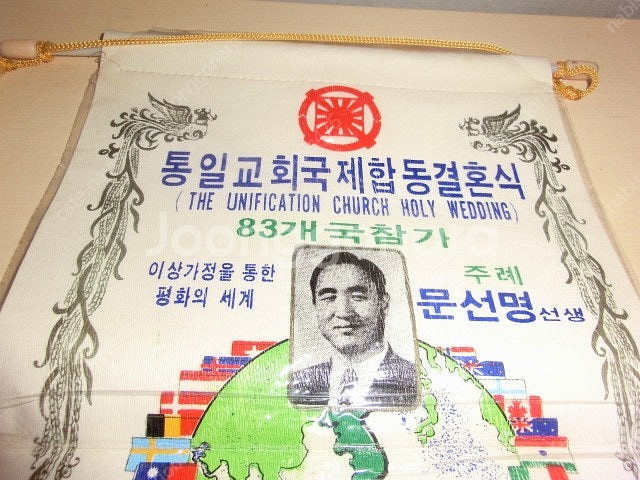 통일교회국제합동결혼식
(THE UNIFICATION CHURCH HOLY WEDDING)
83개국참가
이상가정을 통한
평화의 세계
주례
문선명 선생